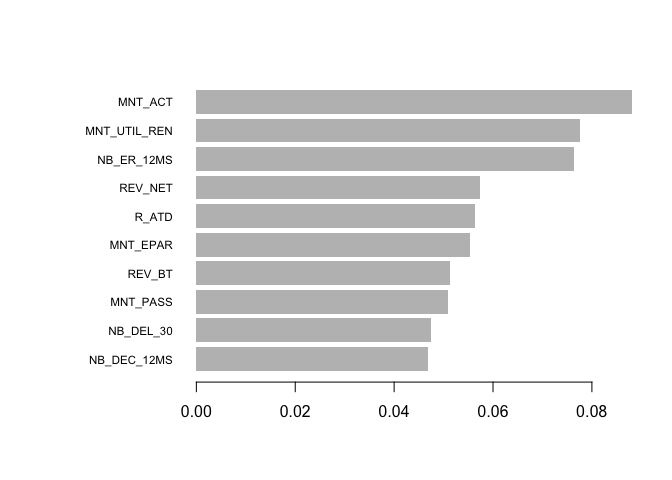 MNT_ACT
MNT_UTIL_REN
NB_ER_12MS
REV_NET
R_ATD
MNT_EPAR
REV_BT
MNT_PASS
NB_DEL_30
NB_DEC_12MS
0.00 0.02 0.04 0.06 0.08